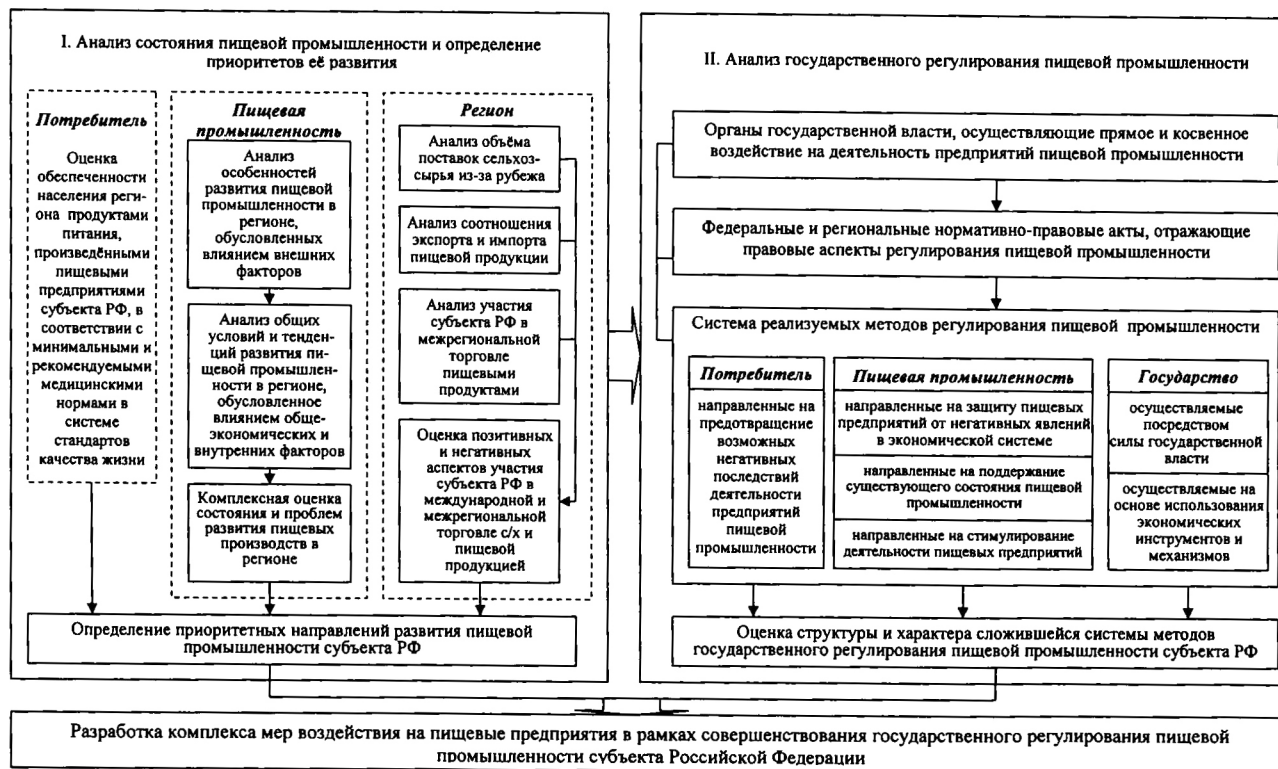 I. Анализ состояния пищевой промышленности и определение
приоритетов её развития
Потребитель
Оценка
обеспеченности
населения реги-
она продуктами
питания,
произведёнными
пищевыми
предприятиями
субъекта РФ, в
соответствии с
минимальными и
рекомендуемыми
медицинскими
нормами в
системе
стандартов
качества жизни
Пищевая
промышленность
Анализ
особенностей
развития пищевой
промышленности в
регионе,
обусловленных
влиянием внешних
факторов
Анализ общих
условий и тенден-
ций развития пи-
щевой промышлен-
ности в регионе,
обусловленное
влиянием обще-
экономических и
внутренних факторов
Комплексная оценка
состояния и проблем
развития пищевых
производств в
регионе
Регион
Анализ объёма
поставок сельхоз-
сырья из-за рубежа
Анализ соотношения
экспорта и импорта
пищевой продукции
Анализ участия
субъекта РФ в
межрегиональной
торговле
пищевыми
продуктами
Оценка позитивных
и негативных
аспектов участия
субъекта РФ в
международной и
межрегиональной
торговле с/х и
пищевой
продукцией
Определение приоритетных направлений развития пищевой
промышленности субъекта РФ
II. Анализ государственного регулирования пищевой промышленности
Органы государственной власти, осуществляющие прямое и косвенное
воздействие на деятельность предприятий пищевой промышленности
Федеральные и региональные нормативно-правовые акты, отражающие
правовые аспекты регулирования пищевой промышленности
Система реализуемых методов регулирования пищевой промышленности
Потребитель
направленные на
предотвращение
возможных
негативных
последствий
деятельности
предприятий
пищевой
промышленности
Пищевая промышленность
направленные на защиту пищевых
предприятий от негативных явлений
в экономической системе
направленные на поддержание
существующего состояния пищевой
промышленности
направленные на стимулирование
деятельности пищевых предприятий
Государство
осуществляемые
посредством
силы государственной
власти
осуществляемые на
основе использования
экономических
инструментов и
механизмов
Оценка структуры и характера сложившейся системы методов
государственного регулирования пищевой промышленности субъекта РФ
Разработка комплекса мер воздействия на пищевые предприятия в рамках совершенствования государственного регулирования пищевой
промышленности субъекта Российской Федерации